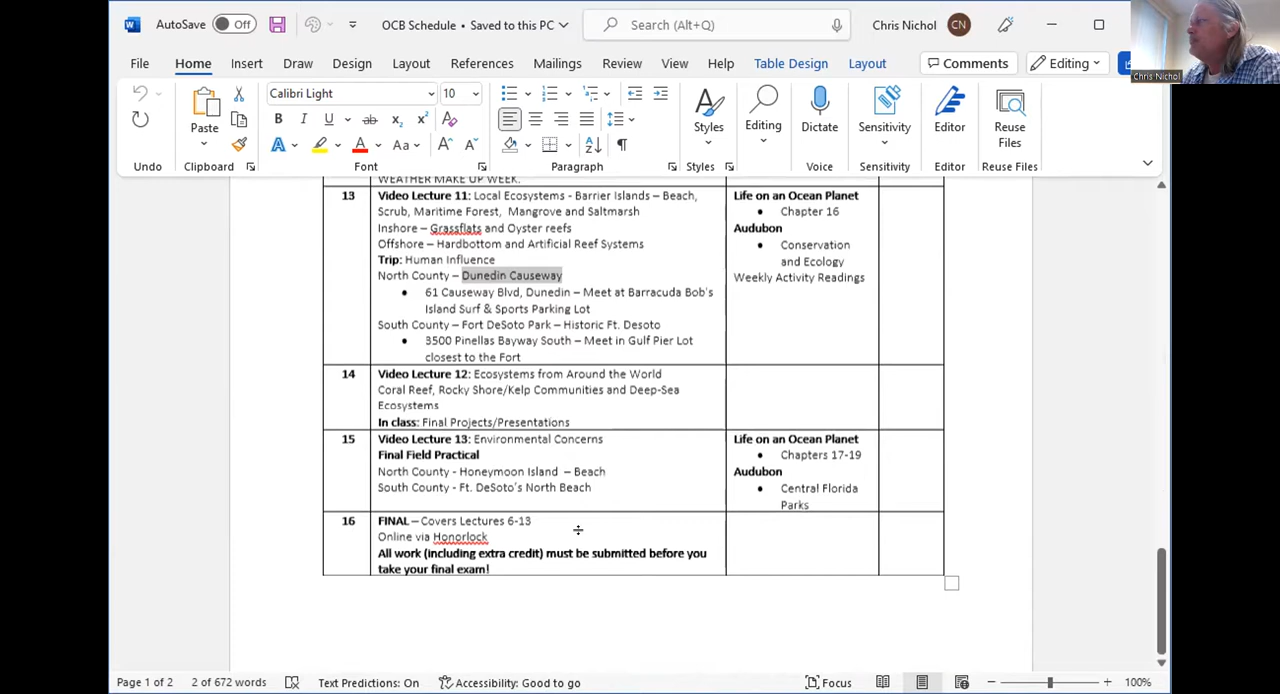 AutoSave Off OCB Schedule • Saved to this PC Search (Alt+Q) Chris Nichol CN
Chris Nichol
File Home Insert Draw Design Layout References Mailings Review View Help Table Design Layout Comments Editing
Calibri Light 10
Paste Styles Editing Dictate Sensitivity Editor Reuse Files
Undo Clipboard Font Paragraph Styles Voice Sensitivity Editor Reuse Files
WEATHER MAKE UP WEEK.
13
Video Lecture 11: Local Ecosystems - Barrier Islands – Beach,
Scrub, Maritime Forest, Mangrove and Saltmarsh
Inshore – Grassflats and Oyster reefs
Offshore – Hardbottom and Artificial Reef Systems
Trip: Human Influence
North County – Dunedin Causeway
• 61 Causeway Blvd, Dunedin – Meet at Barracuda Bob's
Island Surf & Sports Parking Lot
South County – Fort DeSoto Park – Historic Ft. Desoto
• 3500 Pinellas Bayway South – Meet in Gulf Pier Lot
closest to the Fort
Life on an Ocean Planet
• Chapter 16
Audubon
• Conservation
and Ecology
Weekly Activity Readings
14
Video Lecture 12: Ecosystems from Around the World
Coral Reef, Rocky Shore/Kelp Communities and Deep-Sea
Ecosystems
In class: Final Projects/Presentations
15
Video Lecture 13: Environmental Concerns
Final Field Practical
North County - Honeymoon Island – Beach
South County - Ft. DeSoto's North Beach
Life on an Ocean Planet
• Chapters 17-19
Audubon
• Central Florida
Parks
16
FINAL – Covers Lectures 6-13
Online via Honorlock
All work (including extra credit) must be submitted before you
take your final exam!
Page 1 of 2 2 of 672 words Text Predictions: On Accessibility: Good to go Focus 100%